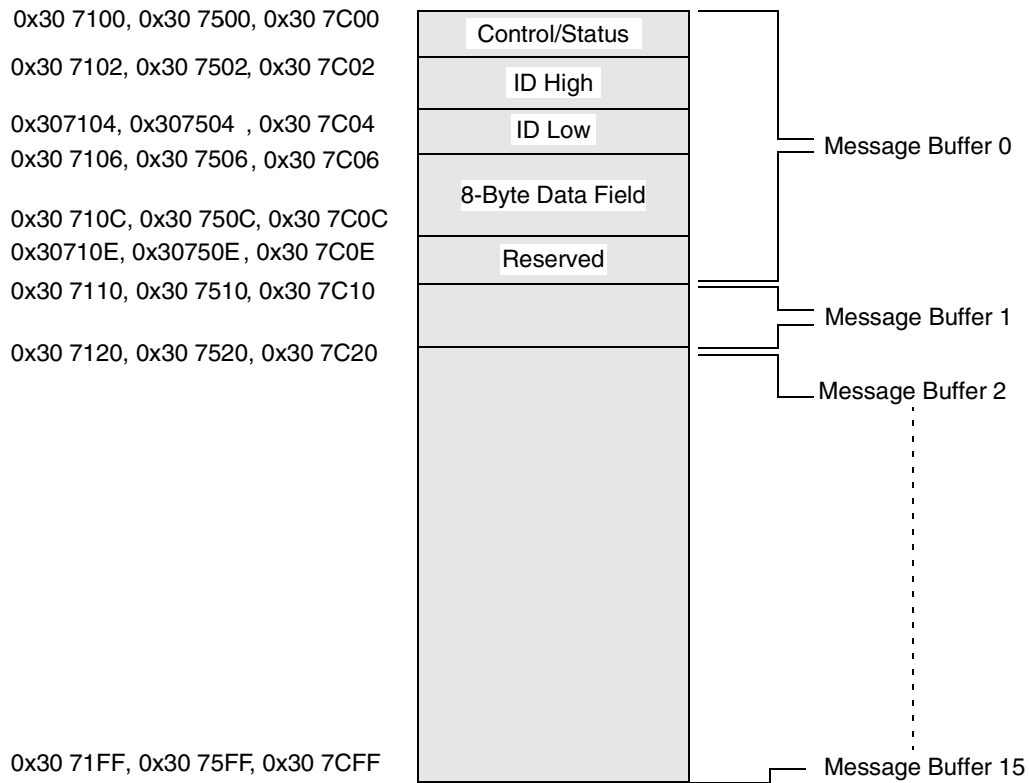 0x30 7100, 0x30 7500, 0x30 7C00
Control/Status
0x30 7102, 0x30 7502, 0x30 7C02
ID High
0x307104, 0x307504 , 0x30 7C04
ID Low
Message Buffer 0
0x30 7106, 0x30 7506, 0x30 7C06
8-Byte Data Field
0x30 710C, 0x30 750C, 0x30 7C0C
0x30710E, 0x30750E, 0x30 7C0E
Reserved
0x30 7110, 0x30 7510, 0x30 7C10
Message Buffer 1
0x30 7120, 0x30 7520, 0x30 7C20
Message Buffer 2
0x30 71FF, 0x30 75FF, 0x30 7CFF
Message Buffer 15